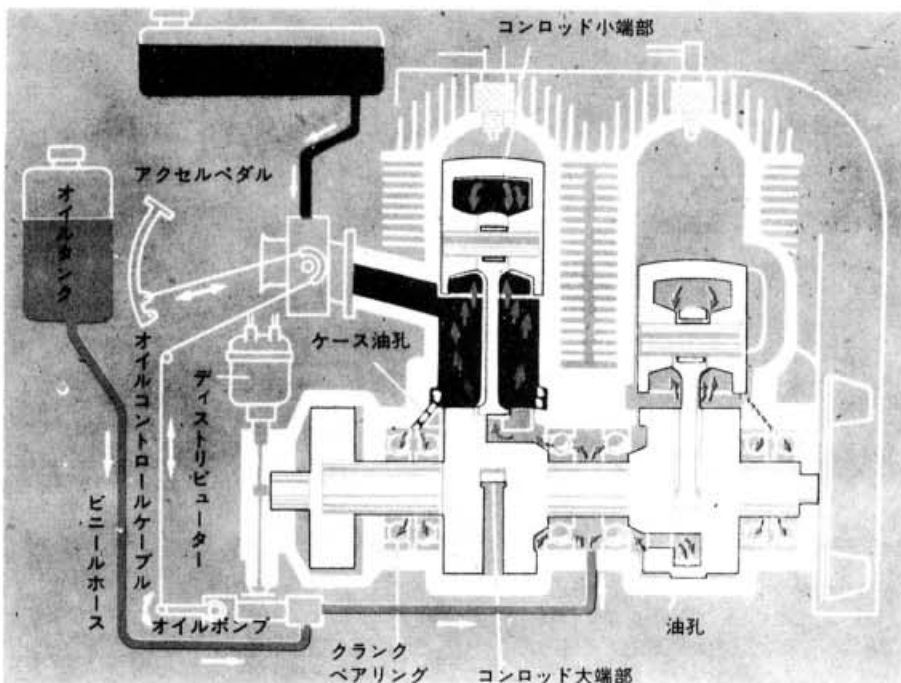 コンロッド小端部
アクセルペダル
オイルタンク
ケース油孔
オイルコントロールケーブル
ディストリビューター
ビニールホース
オイルポンプ
油孔
クランク
ベアリング
コンロッド大端部